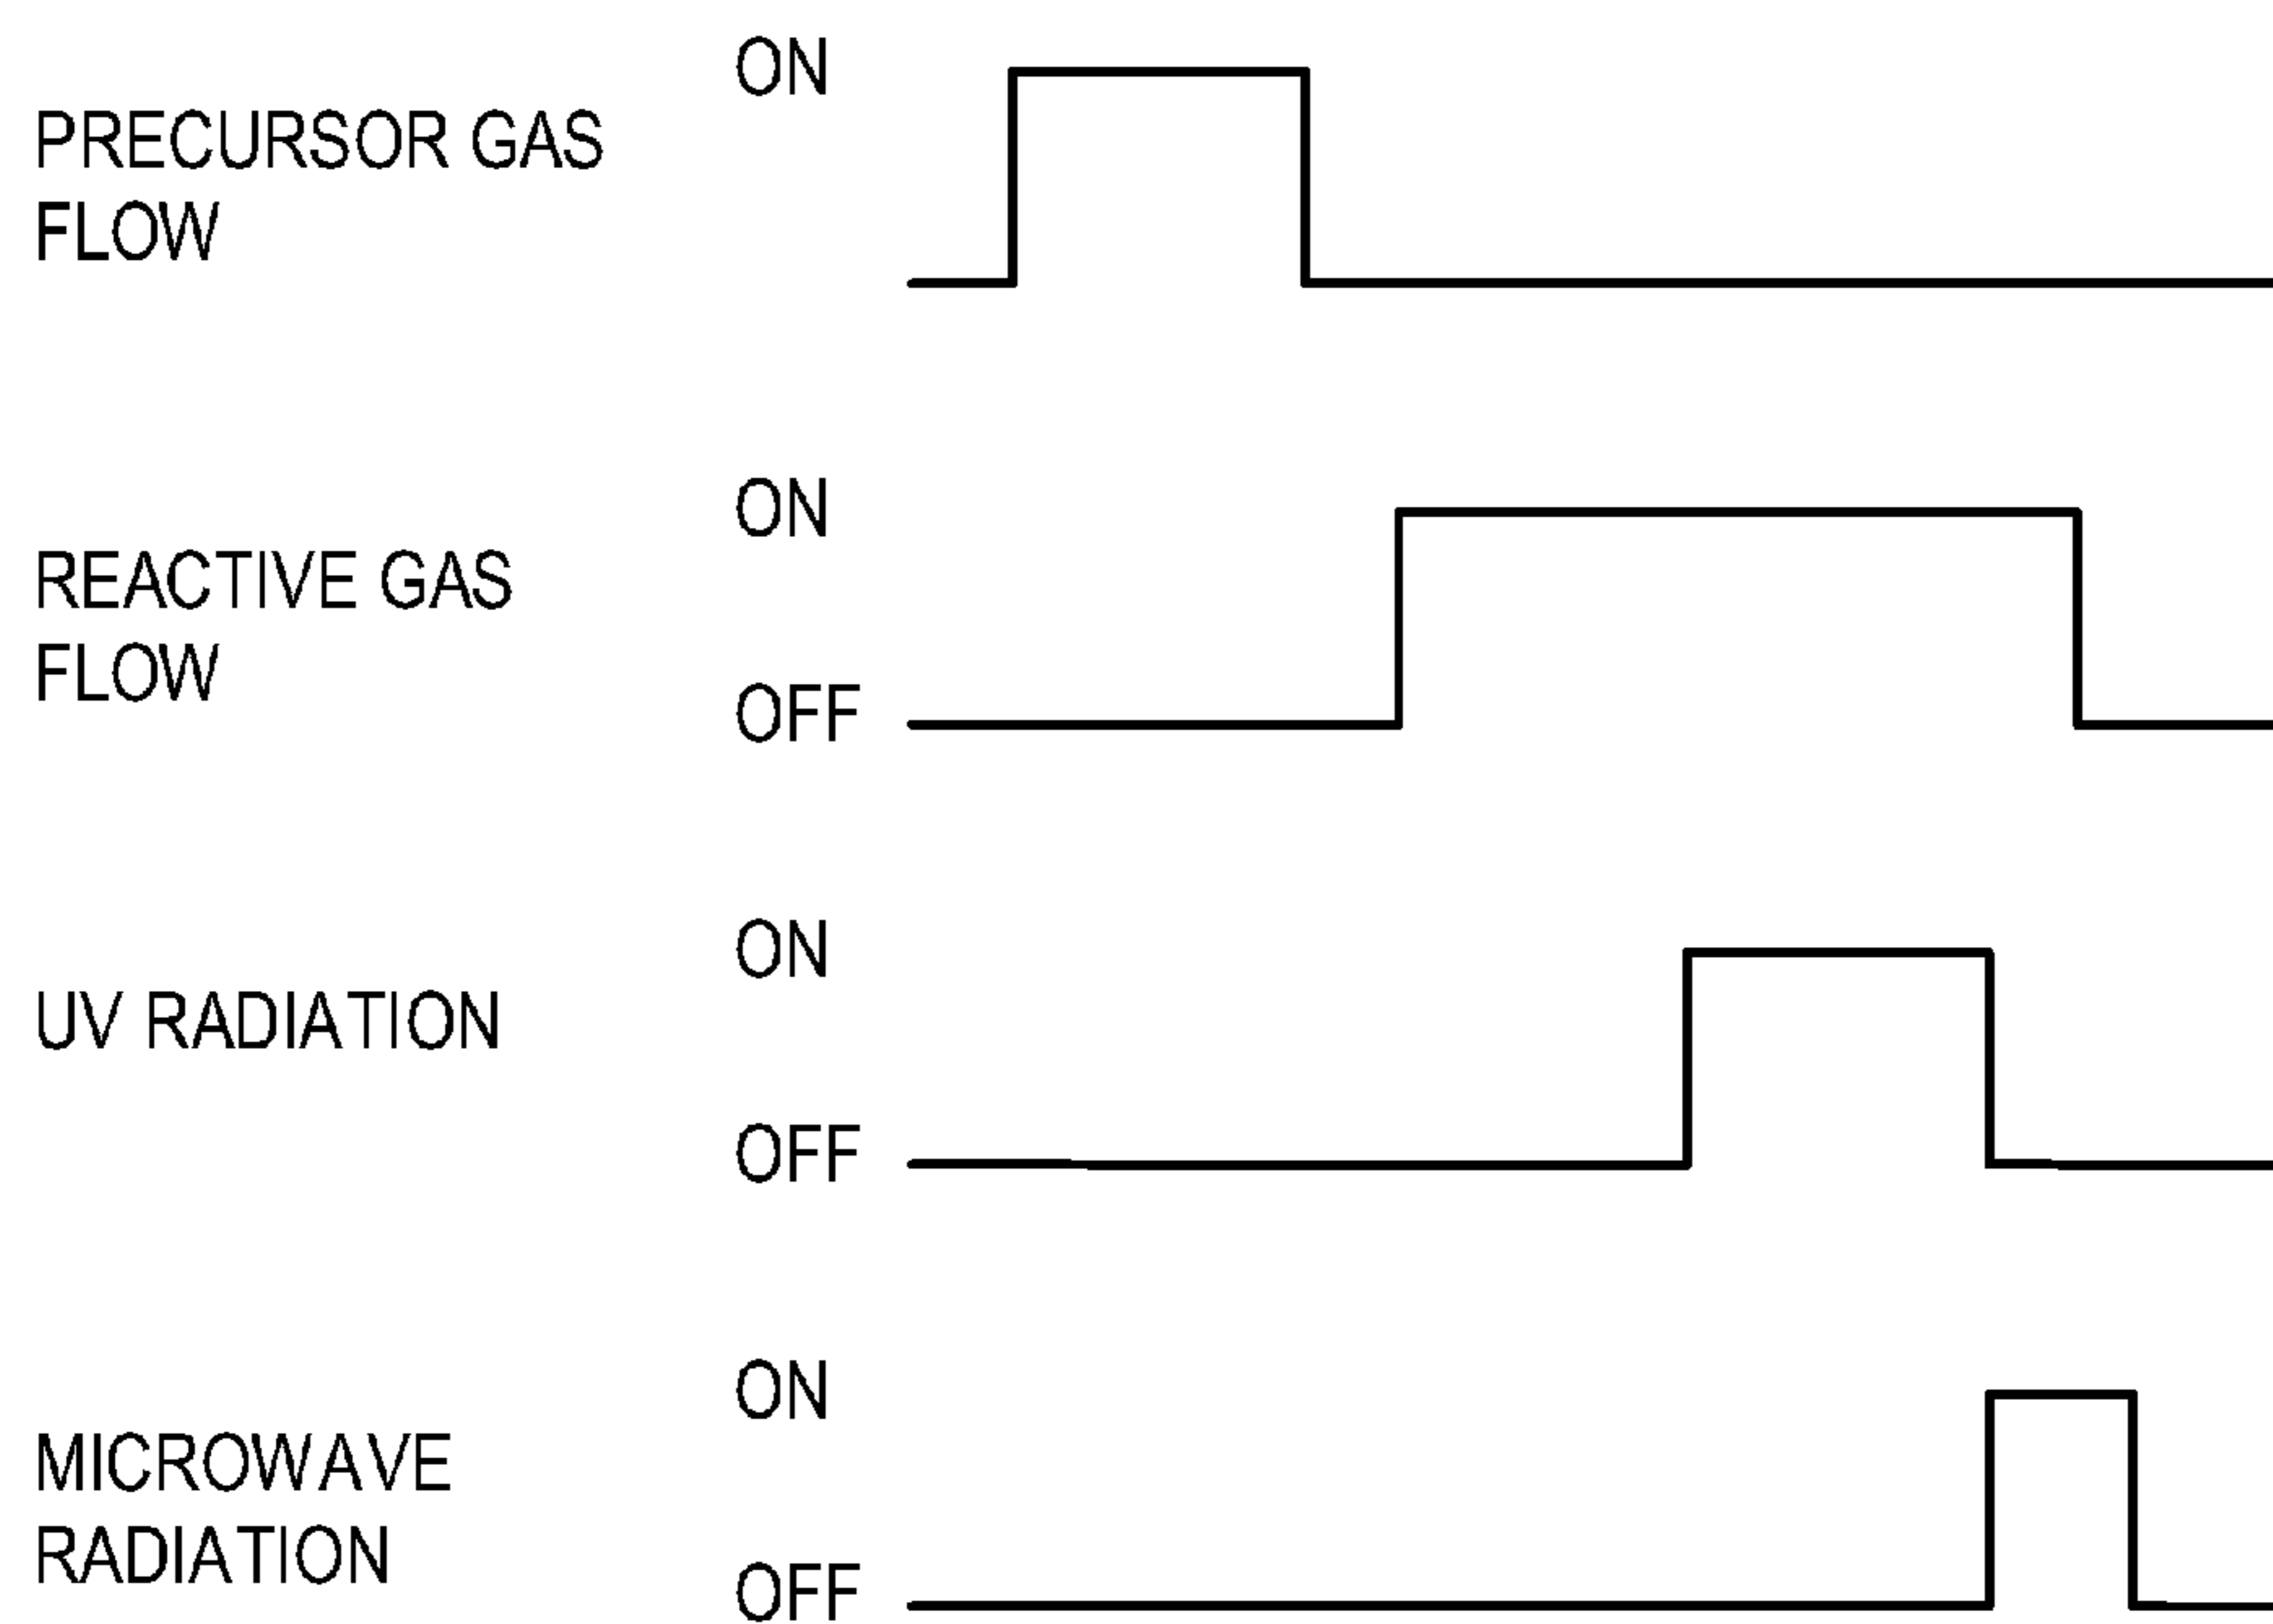 ON
PRECURSOR GAS
FLOW
ON
REACTIVE GAS
FLOW
OFF
ON
UV RADIATION
OFF
ON
MICROWAVE
RADIATION
OFF